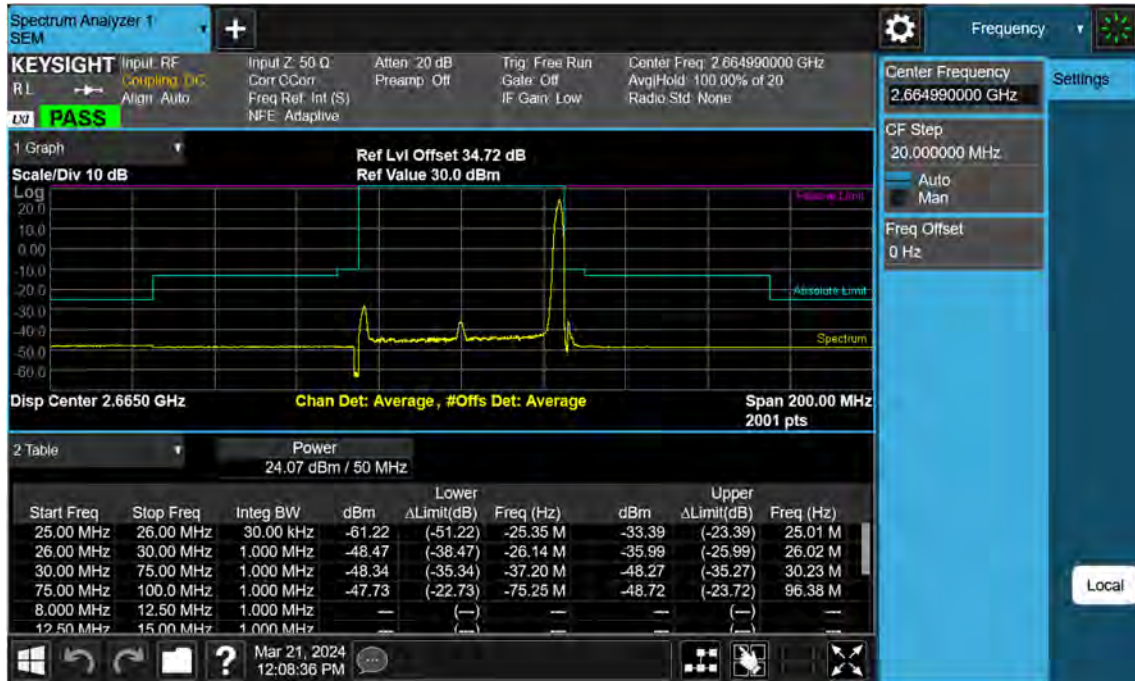 Spectrum Analyzer 1
SEM
Frequency
KEYSIGHT Input: RF Input Z: 50 Ω Atten: 20 dB Trig: Free Run Center Freq: 2.664990000 GHz
RL Coupling: DC Corr CCorr Preamp: Off Gate: Off Avg|Hold: 100.00% of 20
Align: Auto Freq Ref: Int (S) IF Gain: Low Radio Std: None
LXI PASS NFE: Adaptive
Center Frequency
2.664990000 GHz
Settings
CF Step
20.000000 MHz
Auto
Man
Freq Offset
0 Hz
1 Graph
Ref Lvl Offset 34.72 dB
Scale/Div 10 dB Ref Value 30.0 dBm
Log
20.0
10.0
0.00
-10.0
-20.0
-30.0
-40.0
-50.0
-60.0
Relative Limit
Absolute Limit
Spectrum
Disp Center 2.6650 GHz Chan Det: Average, #Offs Det: Average Span 200.00 MHz
2001 pts
2 Table Power
24.07 dBm / 50 MHz
Lower Upper
Start Freq Stop Freq Integ BW dBm ΔLimit(dB) Freq (Hz) dBm ΔLimit(dB) Freq (Hz)
25.00 MHz 26.00 MHz 30.00 kHz -61.22 (-51.22) -25.35 M -33.39 (-23.39) 25.01 M
26.00 MHz 30.00 MHz 1.000 MHz -48.47 (-38.47) -26.14 M -35.99 (-25.99) 26.02 M
30.00 MHz 75.00 MHz 1.000 MHz -48.34 (-35.34) -37.20 M -48.27 (-35.27) 30.23 M
75.00 MHz 100.0 MHz 1.000 MHz -47.73 (-22.73) -75.25 M -48.72 (-23.72) 96.38 M
8.000 MHz 12.50 MHz 1.000 MHz --- (---) --- --- (---) ---
12.50 MHz 15.00 MHz 1.000 MHz --- (---) --- --- (---) ---
Local
? Mar 21, 2024
12:08:36 PM